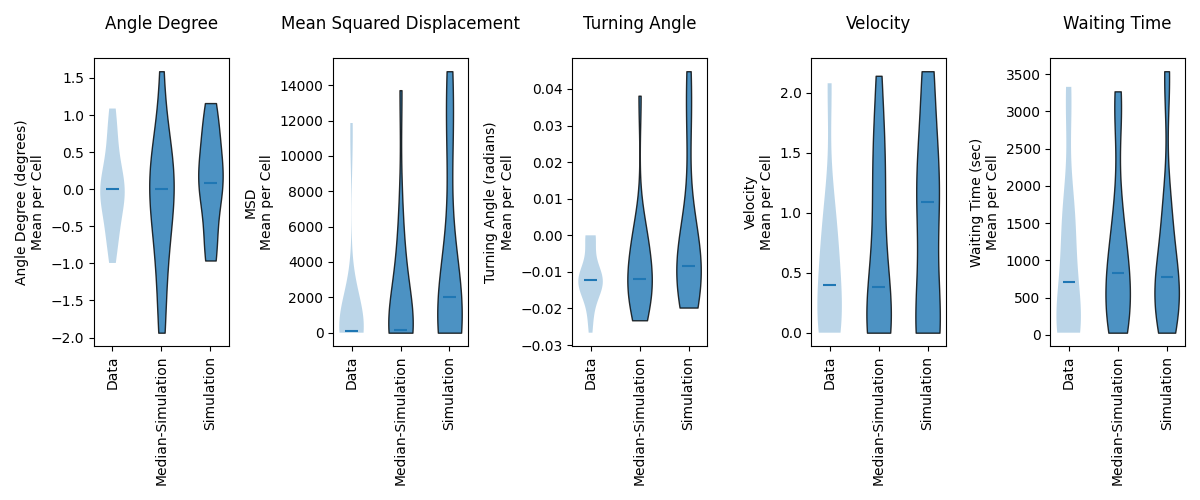 Angle Degree
Mean Squared Displacement
Turning Angle
Velocity
Waiting Time
Angle Degree (degrees)
Mean per Cell
1.5
1.0
0.5
0.0
−0.5
−1.0
−1.5
−2.0
Data
Median-Simulation
Simulation
MSD
Mean per Cell
14000
12000
10000
8000
6000
4000
2000
0
Data
Median-Simulation
Simulation
Turning Angle (radians)
Mean per Cell
0.04
0.03
0.02
0.01
0.00
−0.01
−0.02
−0.03
Data
Median-Simulation
Simulation
Velocity
Mean per Cell
2.0
1.5
1.0
0.5
0.0
Data
Median-Simulation
Simulation
Waiting Time (sec)
Mean per Cell
3500
3000
2500
2000
1500
1000
500
0
Data
Median-Simulation
Simulation